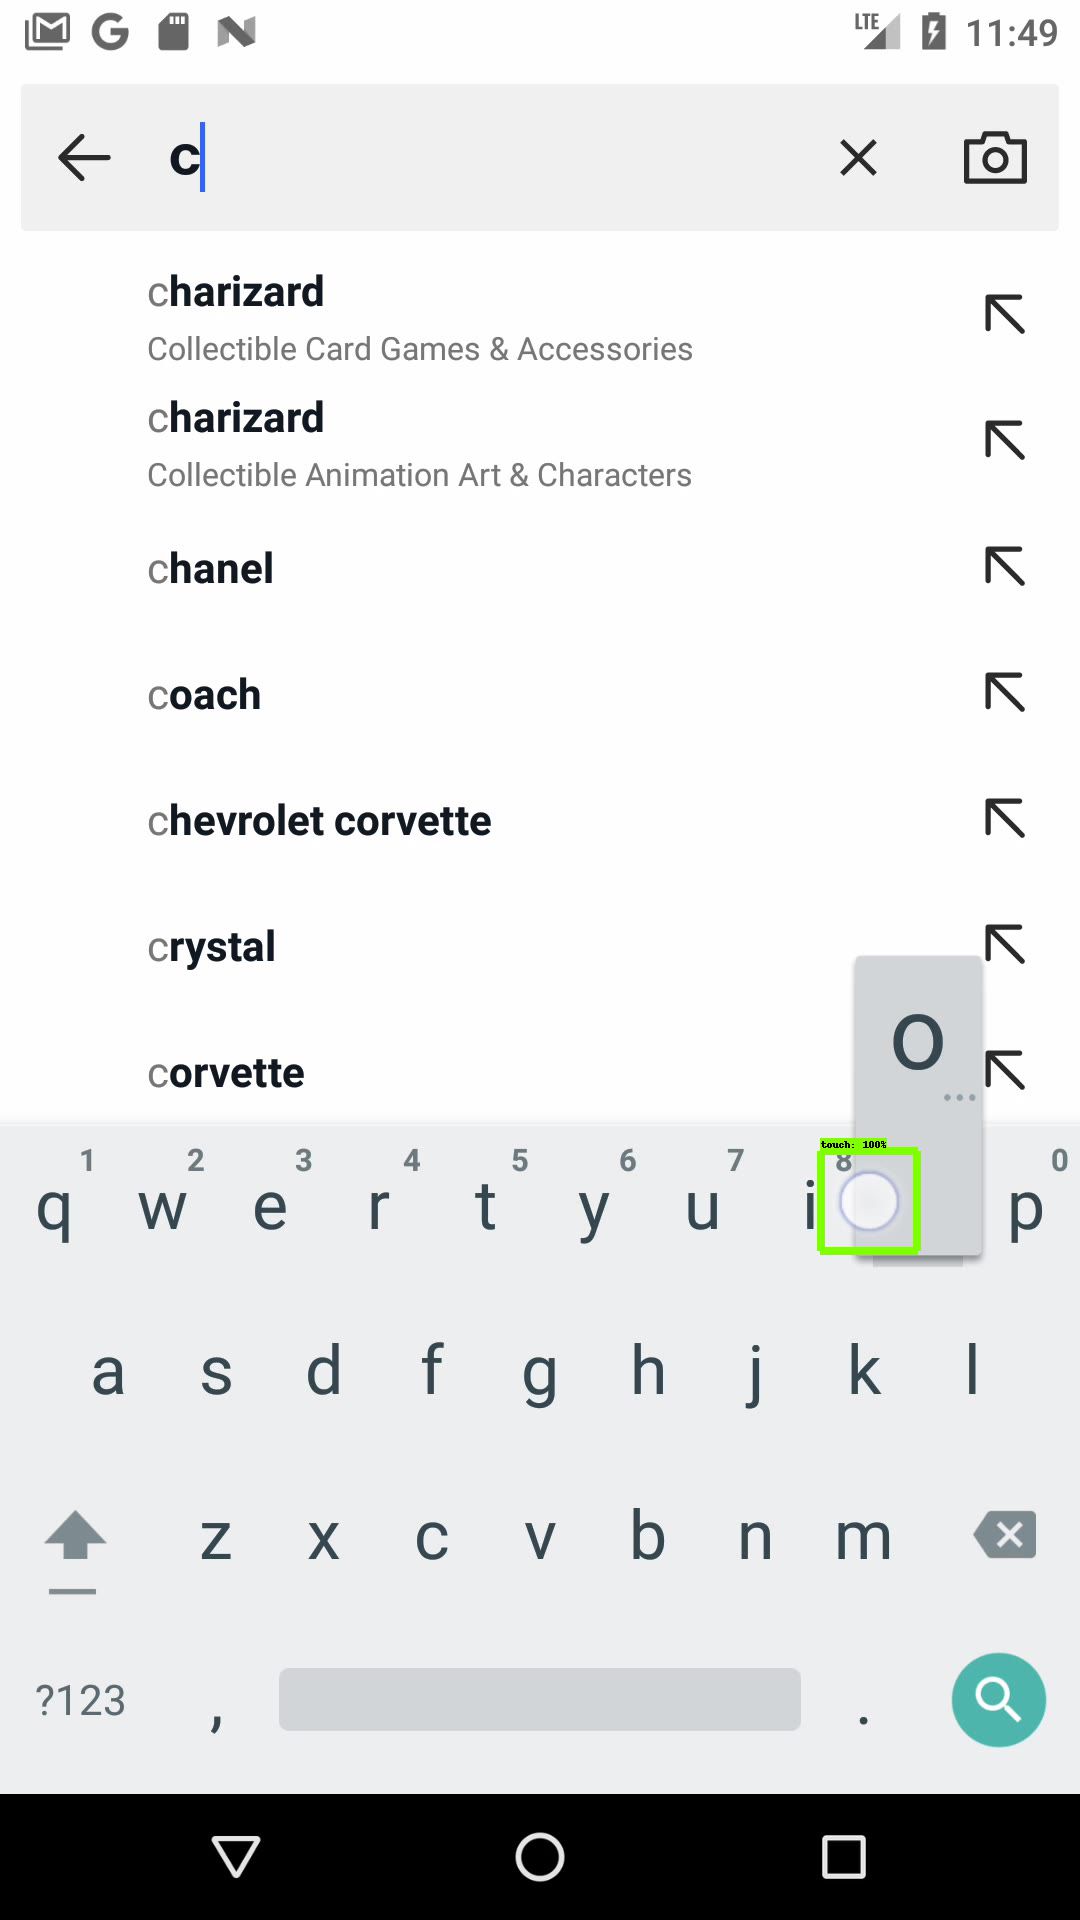 LTE 11:49
c
charizard
Collectible Card Games & Accessories
charizard
Collectible Animation Art & Characters
chanel
coach
chevrolet corvette
crystal
corvette
o
...
touch: 100%
1 2 3 4 5 6 7 8 0
q w e r t y u i p
a s d f g h j k l
z x c v b n m
?123 , .